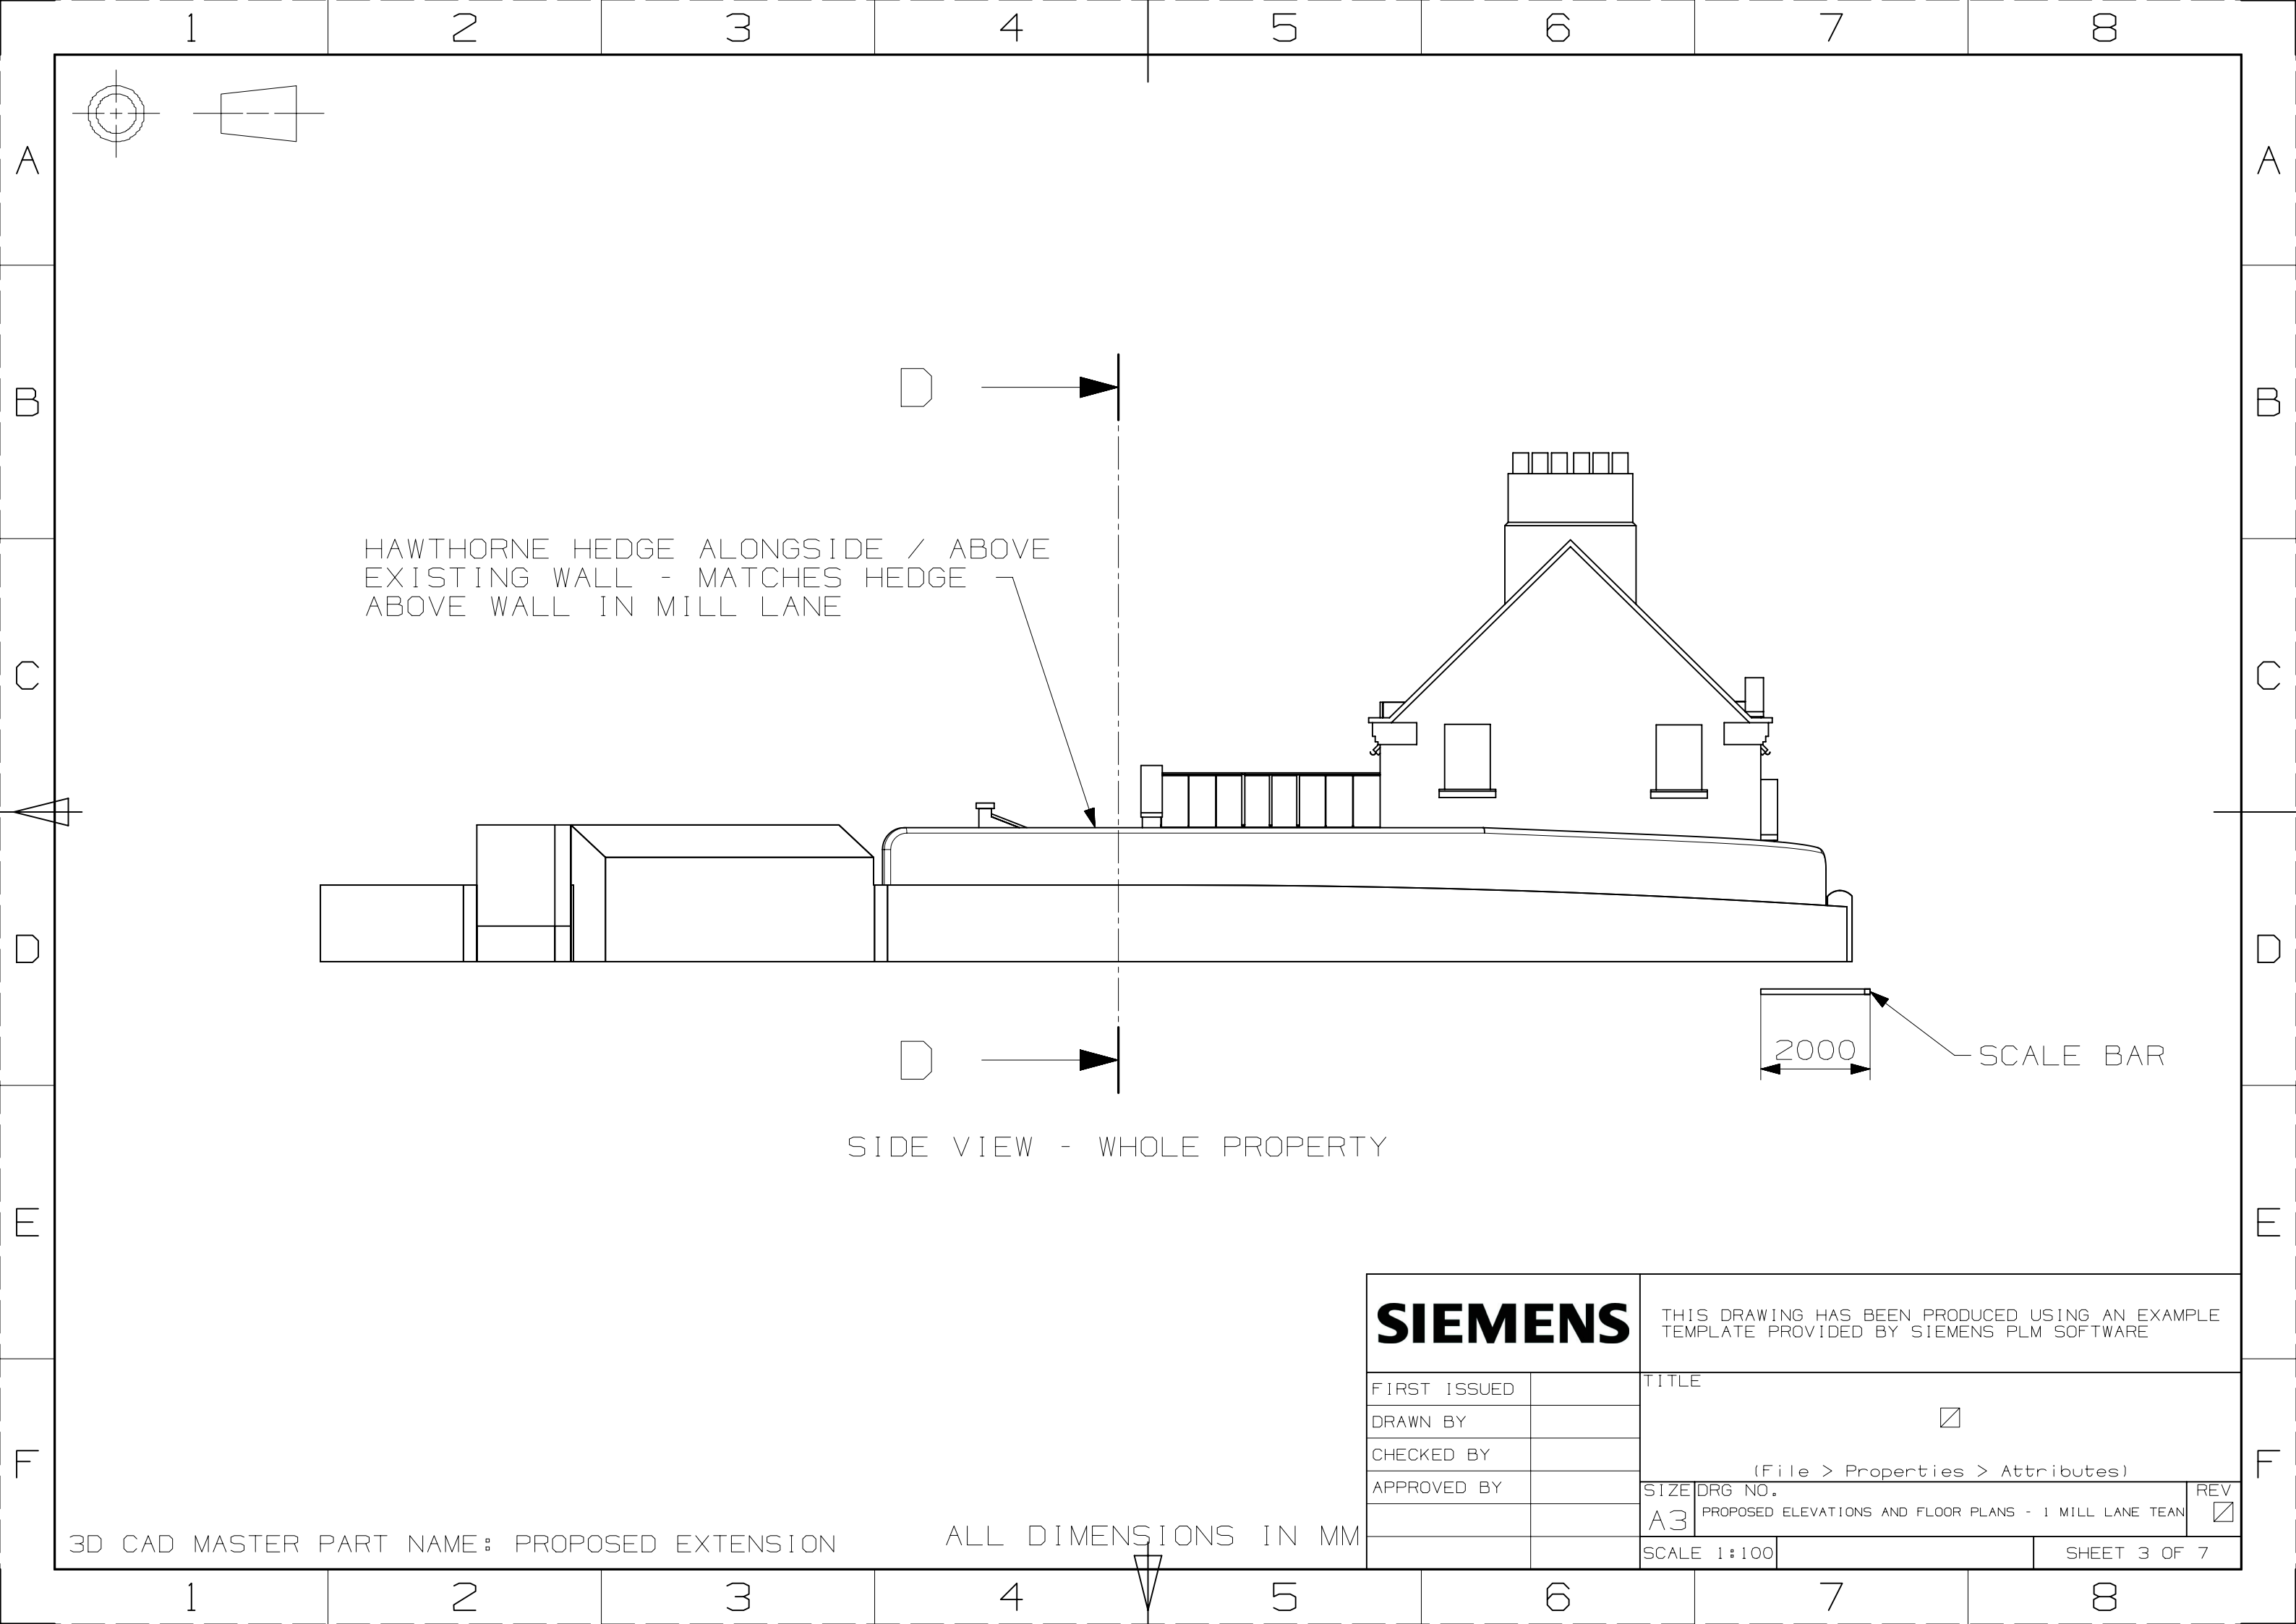 1 2 3 4 5 6 7 8
A A
B B
D
HAWTHORNE HEDGE ALONGSIDE / ABOVE
EXISTING WALL - MATCHES HEDGE
ABOVE WALL IN MILL LANE
C C
D D
2000
SCALE BAR
D
SIDE VIEW - WHOLE PROPERTY
E E
SIEMENS
THIS DRAWING HAS BEEN PRODUCED USING AN EXAMPLE
TEMPLATE PROVIDED BY SIEMENS PLM SOFTWARE
FIRST ISSUED
DRAWN BY
CHECKED BY
APPROVED BY
TITLE
(File > Properties > Attributes)
F F
SIZE DRG NO. REV
A3 PROPOSED ELEVATIONS AND FLOOR PLANS - 1 MILL LANE TEAN
SCALE 1:100 SHEET 3 OF 7
3D CAD MASTER PART NAME: PROPOSED EXTENSION
ALL DIMENSIONS IN MM
1 2 3 4 5 6 7 8